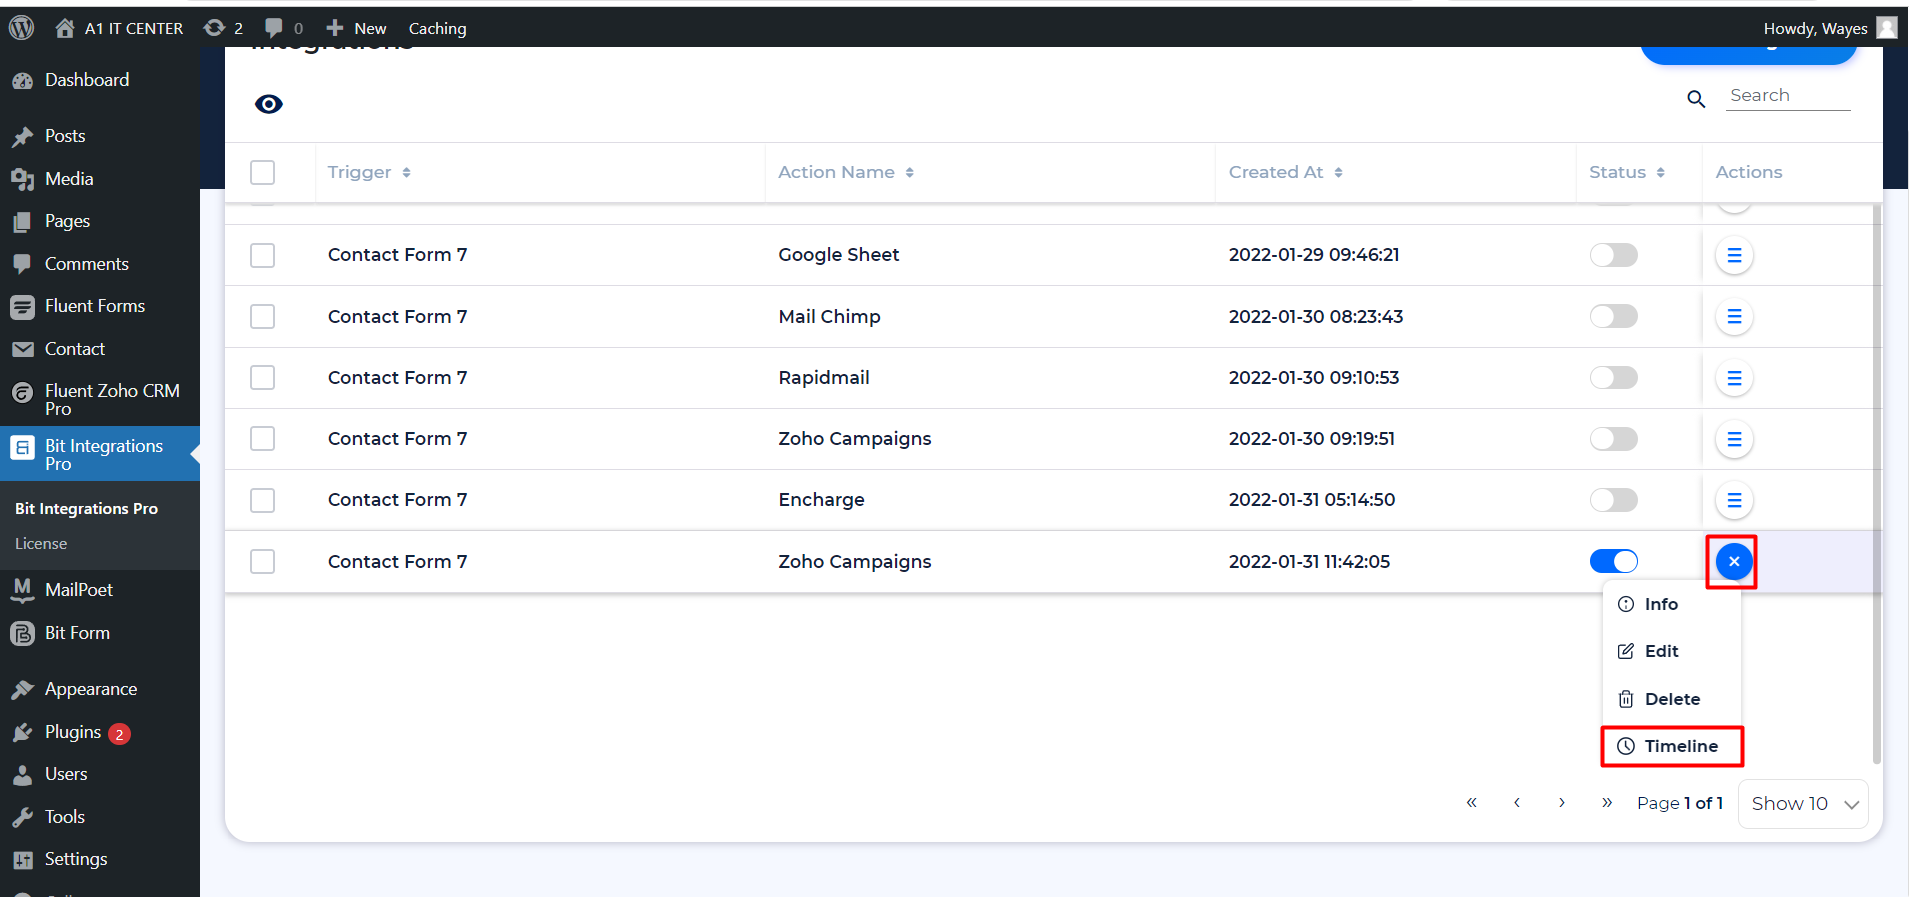 A1 IT CENTER 2 0 New Caching Howdy, Wayes
Integrations
Dashboard
Posts
Media
Pages
Comments
Fluent Forms
Contact
Fluent Zoho CRM
Pro
Bit Integrations
Pro
Bit Integrations Pro
License
MailPoet
Bit Form
Appearance
Plugins 2
Users
Tools
Settings
Search
Trigger Action Name Created At Status Actions
Contact Form 7 Google Sheet 2022-01-29 09:46:21
Contact Form 7 Mail Chimp 2022-01-30 08:23:43
Contact Form 7 Rapidmail 2022-01-30 09:10:53
Contact Form 7 Zoho Campaigns 2022-01-30 09:19:51
Contact Form 7 Encharge 2022-01-31 05:14:50
Contact Form 7 Zoho Campaigns 2022-01-31 11:42:05
Info
Edit
Delete
Timeline
« ‹ › » Page 1 of 1 Show 10